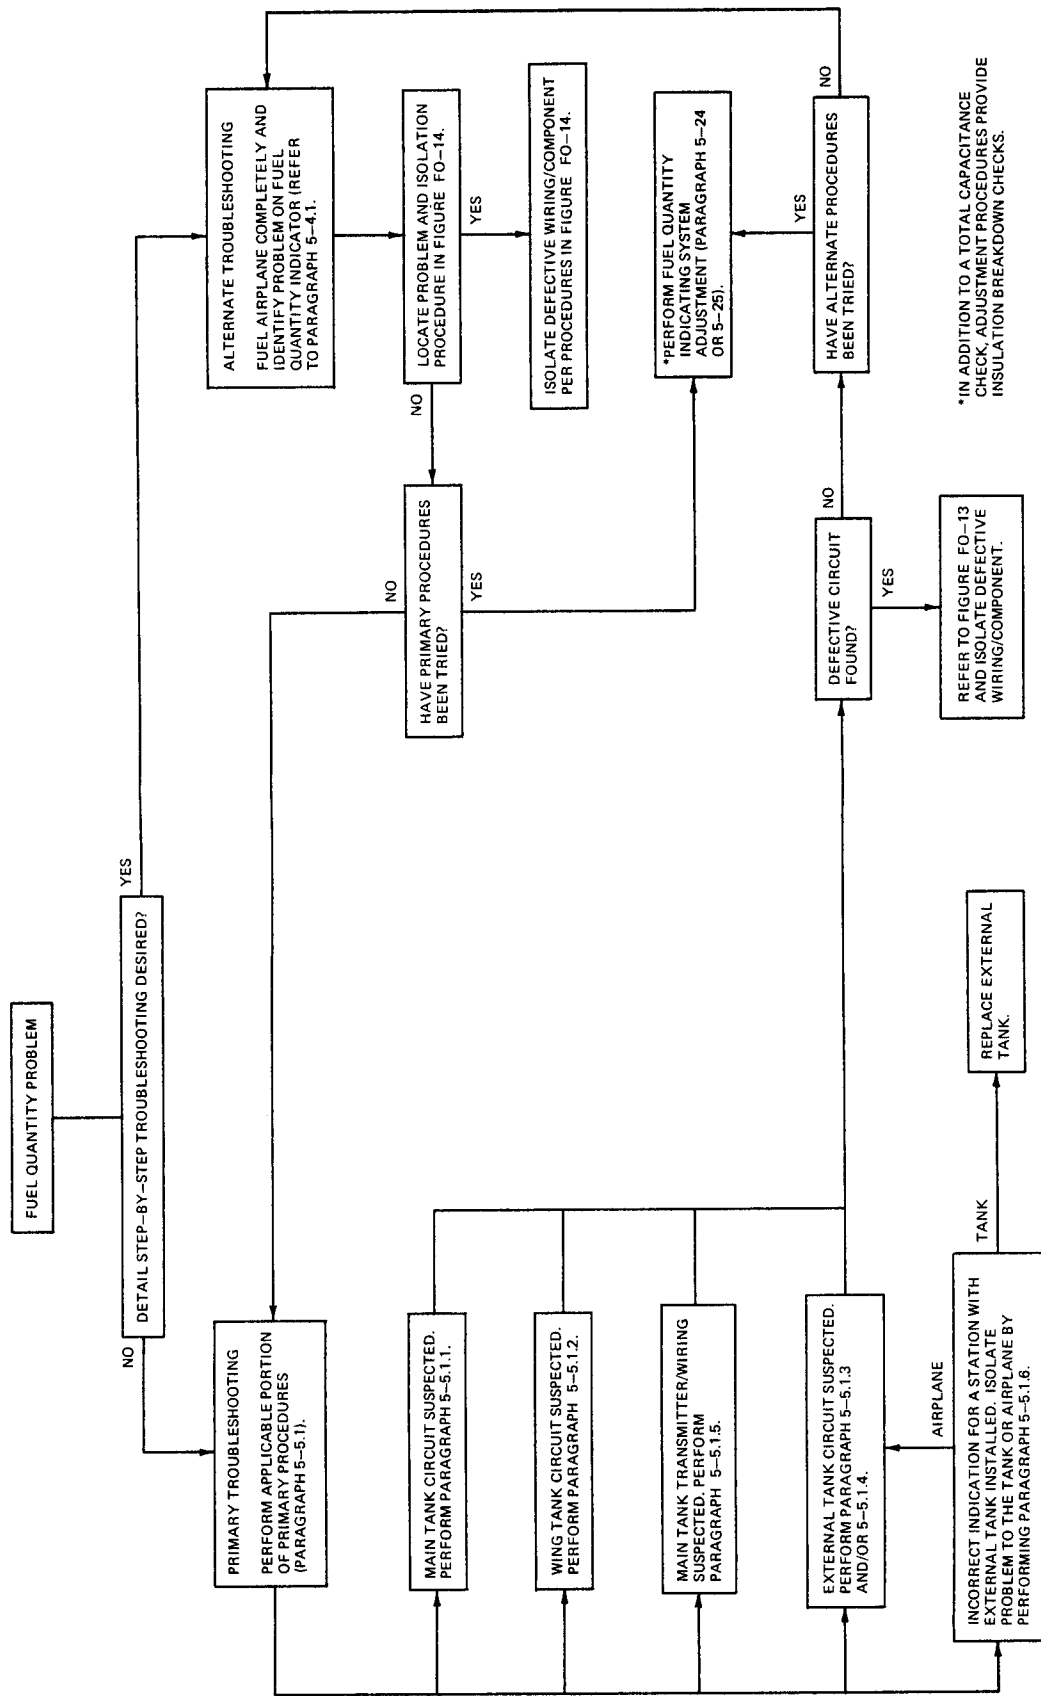 FUEL QUANTITY PROBLEM
DETAIL STEP–BY–STEP TROUBLESHOOTING DESIRED?
NO
YES
PRIMARY TROUBLESHOOTING
PERFORM APPLICABLE PORTION
OF PRIMARY PROCEDURES
(PARAGRAPH 5–5.1)
ALTERNATE TROUBLESHOOTING
FUEL AIRPLANE COMPLETELY AND
IDENTIFY PROBLEM ON FUEL
QUANTITY INDICATOR (REFER
TO PARAGRAPH 5–4.1.
LOCATE PROBLEM AND ISOLATION
PROCEDURE IN FIGURE FO–14.
NO
YES
ISOLATE DEFECTIVE WIRING/COMPONENT
PER PROCEDURES IN FIGURE FO–14.
HAVE PRIMARY PROCEDURES
BEEN TRIED?
NO
YES
*PERFORM FUEL QUANTITY
INDICATING SYSTEM
ADJUSTMENT (PARAGRAPH 5–24
OR 5–25).
MAIN TANK CIRCUIT SUSPECTED.
PERFORM PARAGRAPH 5–5.1.1.
WING TANK CIRCUIT SUSPECTED.
PERFORM PARAGRAPH 5–5.1.2.
MAIN TANK TRANSMITTER/WIRING
SUSPECTED. PERFORM
PARAGRAPH 5–5.1.5.
EXTERNAL TANK CIRCUIT SUSPECTED.
PERFORM PARAGRAPH 5–5.1.3
AND/OR 5–5.1.4.
DEFECTIVE CIRCUIT
FOUND?
NO
YES
HAVE ALTERNATE PROCEDURES
BEEN TRIED?
YES
NO
REFER TO FIGURE FO–13
AND ISOLATE DEFECTIVE
WIRING/COMPONENT.
AIRPLANE
INCORRECT INDICATION FOR A STATION WITH
EXTERNAL TANK INSTALLED. ISOLATE
PROBLEM TO THE TANK OR AIRPLANE BY
PERFORMING PARAGRAPH 5–5.1.6.
TANK
REPLACE EXTERNAL
TANK.
*IN ADDITION TO A TOTAL CAPACITANCE
CHECK, ADJUSTMENT PROCEDURES PROVIDE
INSULATION BREAKDOWN CHECKS.